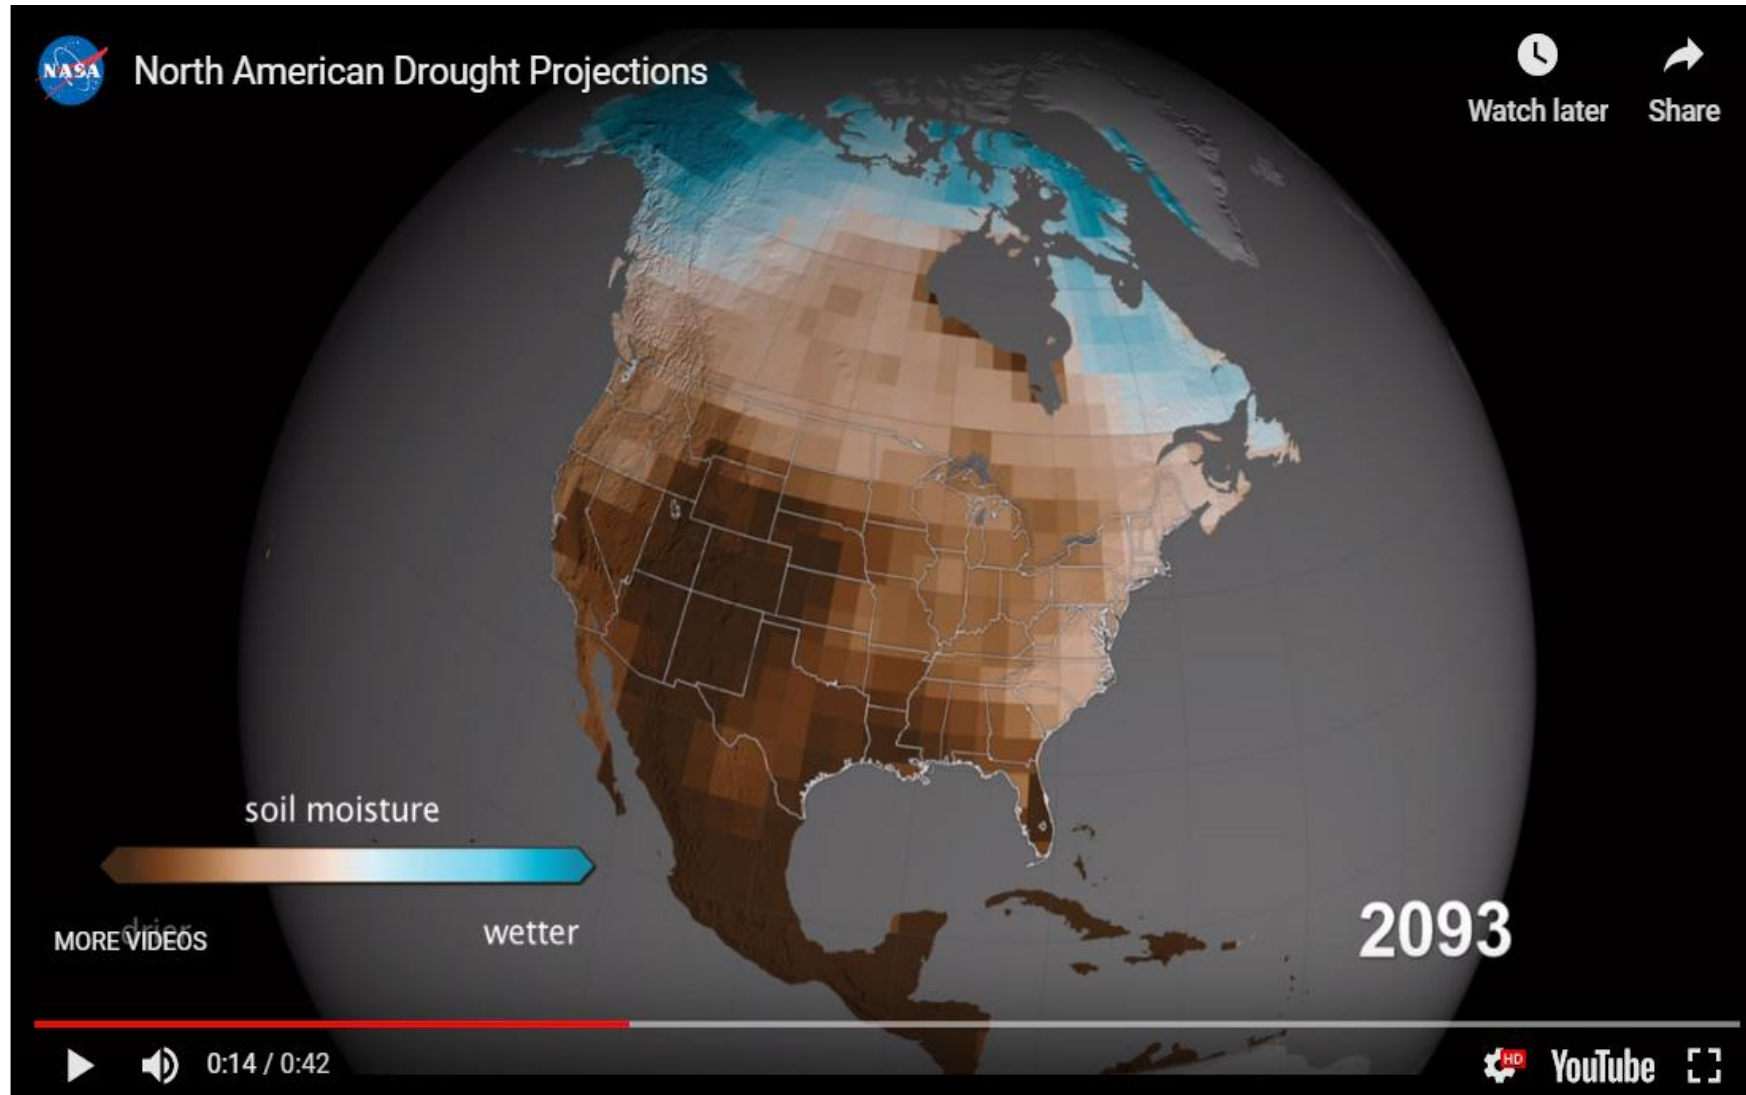 NASA
North American Drought Projections
Watch later
Share
soil moisture
drier
wetter
MORE VIDEOS
2093
0:14 / 0:42
HD
YouTube